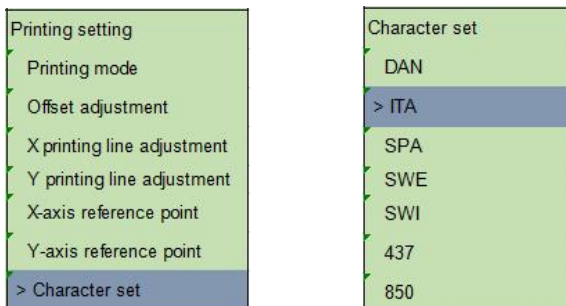 Printing setting
Printing mode
Offset adjustment
X printing line adjustment
Y printing line adjustment
X-axis reference point
Y-axis reference point
> Character set
Character set
DAN
> ITA
SPA
SWE
SWI
437
850